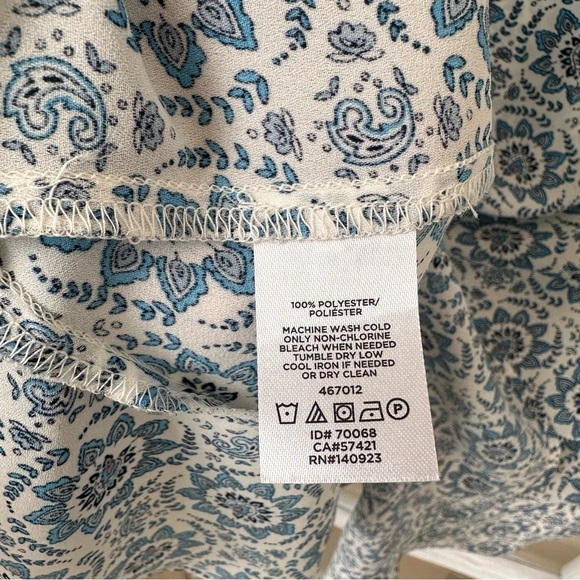 100% POLYESTER/
POLIÉSTER
MACHINE WASH COLD
ONLY NON-CHLORINE
BLEACH WHEN NEEDED
TUMBLE DRY LOW
COOL IRON IF NEEDED
OR DRY CLEAN
467012
P
ID# 70068
CA#57421
RN#140923